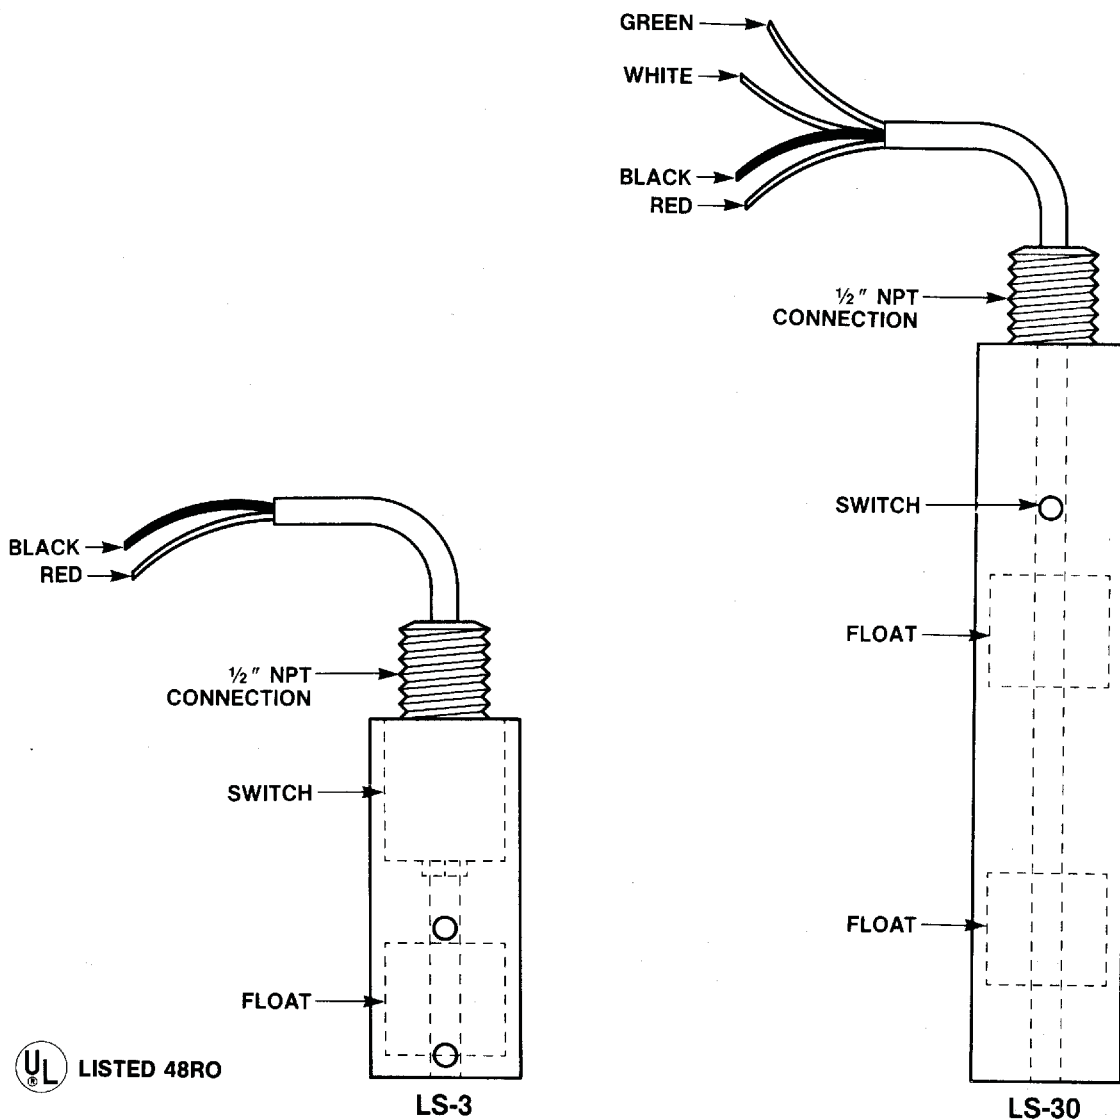 GREEN
WHITE
BLACK
RED
½" NPT
CONNECTION
SWITCH
FLOAT
FLOAT
LS-30
BLACK
RED
½" NPT
CONNECTION
SWITCH
FLOAT
UL
®
LISTED 48RO
LS-3